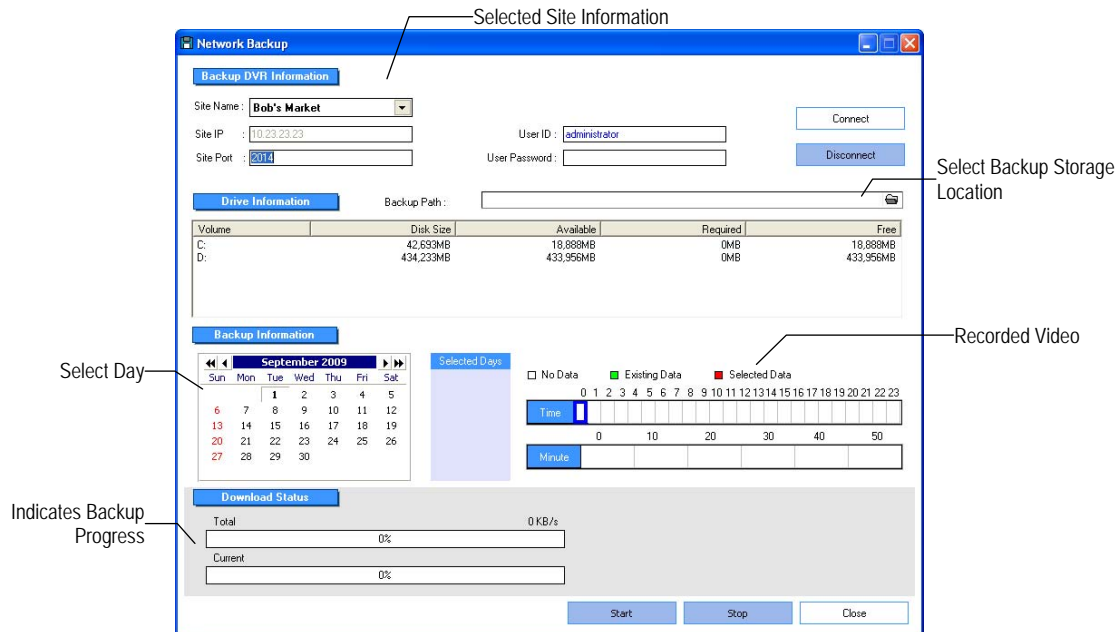 Selected Site Information
Network Backup
Backup DVR Information
Site Name : Bob's Market
Connect
Site IP : 10.23.23.23 User ID : administrator
Site Port : 2014 User Password : Disconnect
Select Backup Storage
Location
Drive Information Backup Path :
Volume Disk Size Available Required Free
C: 42,693MB 18,888MB 0MB 18,888MB
D: 434,233MB 433,956MB 0MB 433,956MB
Backup Information
Recorded Video
Select Day
September 2009
Selected Days
Sun Mon Tue Wed Thu Fri Sat
No Data Existing Data Selected Data
1 2 3 4 5
0 1 2 3 4 5 6 7 8 9 10 11 12 13 14 15 16 17 18 19 20 21 22 23
6 7 8 9 10 11 12
Time
13 14 15 16 17 18 19
20 21 22 23 24 25 26
0 10 20 30 40 50
27 28 29 30
Minute
Download Status
Indicates Backup
Progress
Total 0 KB/s
0%
Current
0%
Start Stop Close